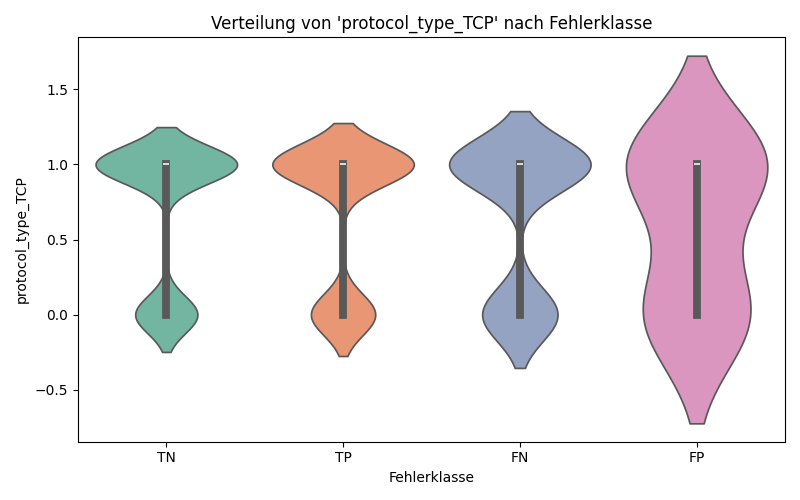 Verteilung von 'protocol_type_TCP' nach Fehlerklasse
protocol_type_TCP
1.5
1.0
0.5
0.0
−0.5
TN
TP
FN
FP
Fehlerklasse